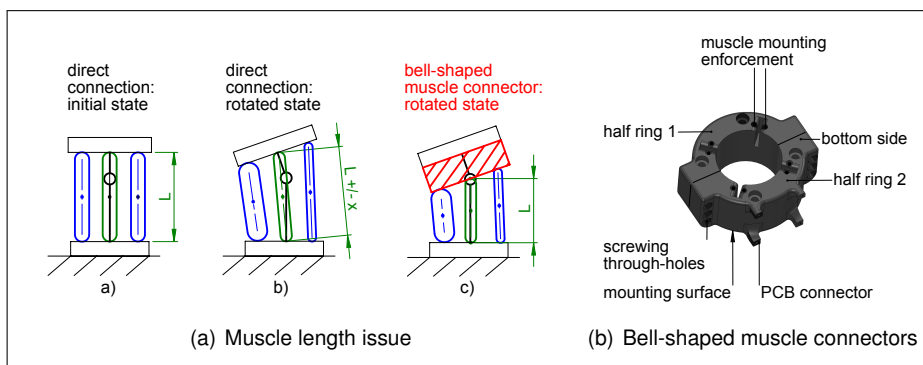 direct
connection:
initial state
direct
connection:
rotated state
bell-shaped
muscle connector:
rotated state
L
L +/- x
L
a)
b)
c)
(a) Muscle length issue
muscle mounting
enforcement
half ring 1
bottom side
half ring 2
screwing
through-holes
mounting surface
PCB connector
(b) Bell-shaped muscle connectors